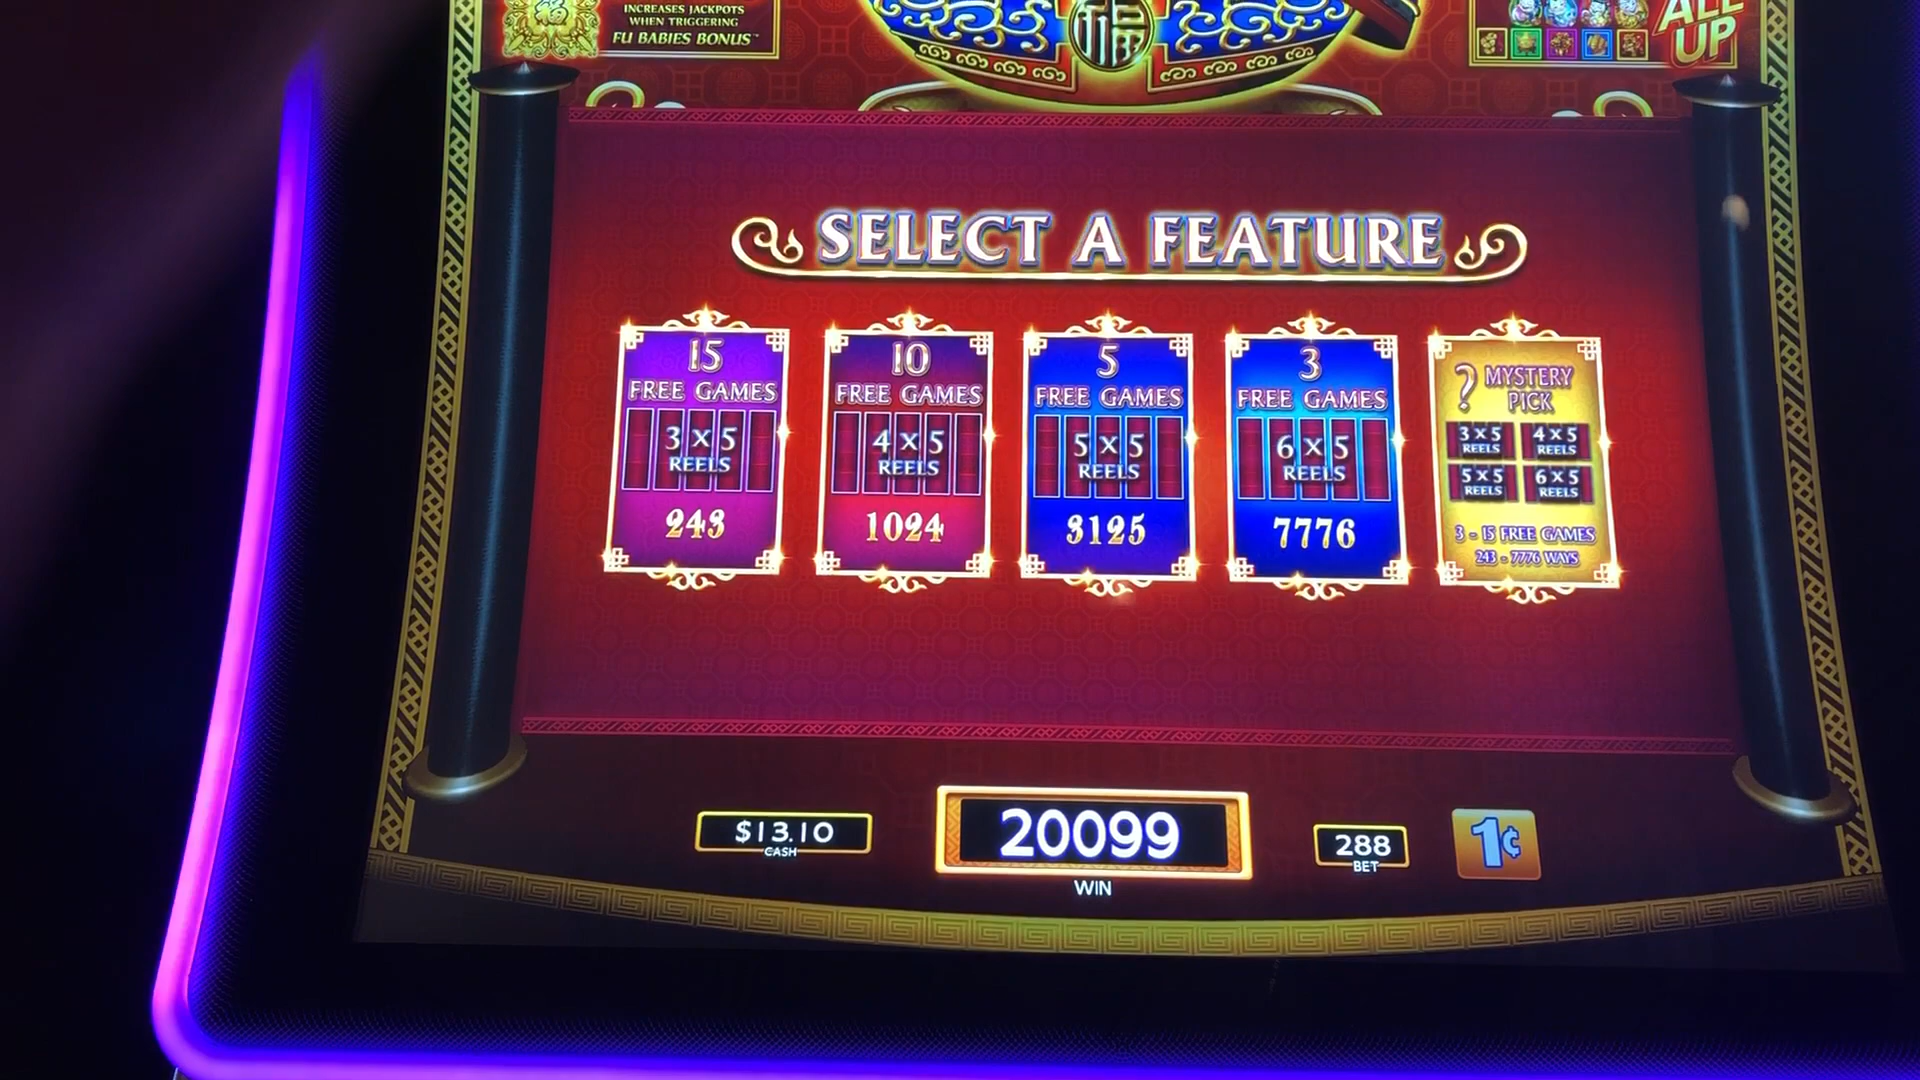 INCREASES JACKPOTS
WHEN TRIGGERING
FU BABIES BONUS™
福
福
ALL
UP
SELECT A FEATURE
15
FREE GAMES
3 X 5
REELS
243
10
FREE GAMES
4 X 5
REELS
1024
5
FREE GAMES
5 X 5
REELS
3125
3
FREE GAMES
6 X 5
REELS
7776
? MYSTERY
PICK
3 X 5
REELS
4 X 5
REELS
5 X 5
REELS
6 X 5
REELS
3 - 15 FREE GAMES
243 - 7776 WAYS
$13.10
CASH
20099
WIN
288
BET
1¢